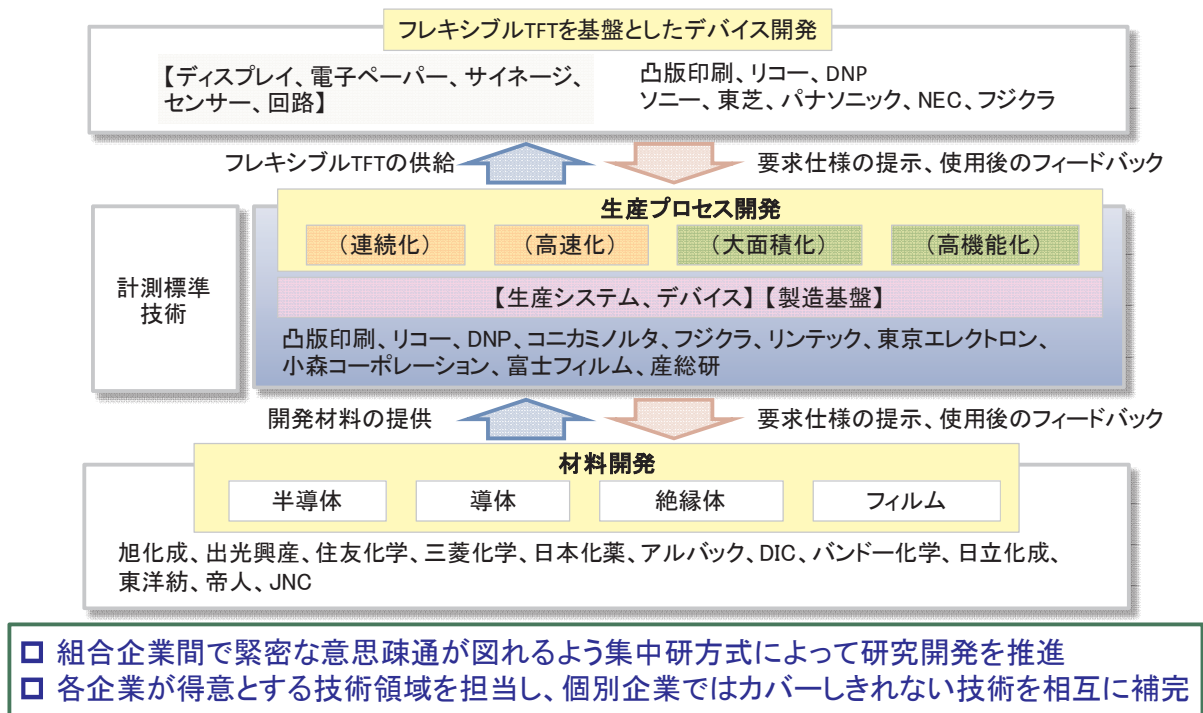 フレキシブルTFTを基盤としたデバイス開発
【ディスプレイ、電子ペーパー、サイネージ、
センサー、回路】
凸版印刷、リコー、DNP
ソニー、東芝、パナソニック、NEC、フジクラ
フレキシブルTFTの供給
要求仕様の提示、使用後のフィードバック
計測標準
技術
生産プロセス開発
（連続化）
（高速化）
（大面積化）
（高機能化）
【生産システム、デバイス】【製造基盤】
凸版印刷、リコー、DNP、コニカミノルタ、フジクラ、リンテック、東京エレクトロン、
小森コーポレーション、富士フィルム、産総研
開発材料の提供
要求仕様の提示、使用後のフィードバック
材料開発
半導体
導体
絶縁体
フィルム
旭化成、出光興産、住友化学、三菱化学、日本化薬、アルバック、DIC、バンドー化学、日立化成、
東洋紡、帝人、JNC
組合企業間で緊密な意思疎通が図れるよう集中研方式によって研究開発を推進
各企業が得意とする技術領域を担当し、個別企業ではカバーしきれない技術を相互に補完